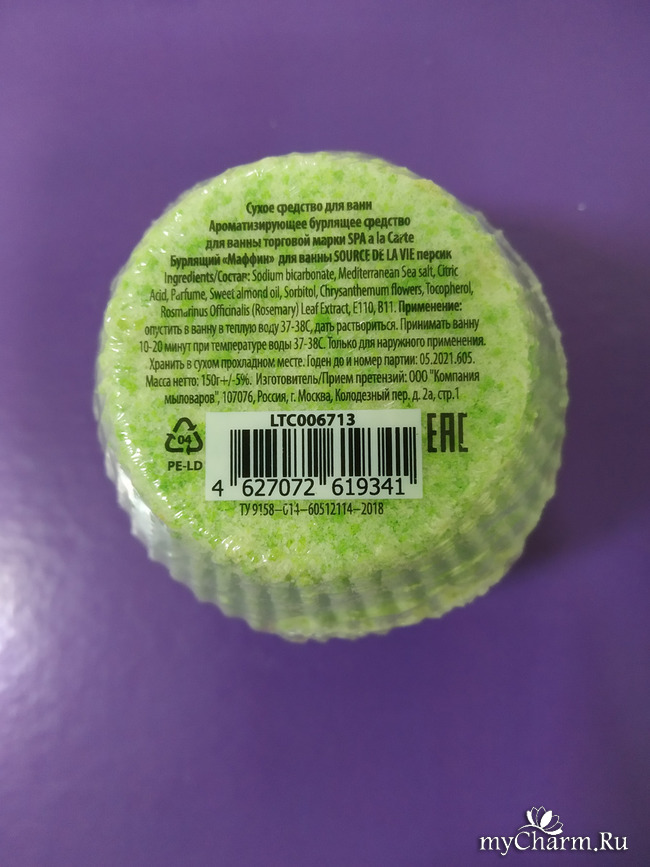 Сухое средство для ванн
Ароматизирующее бурлящее средство
для ванны торговой марки SPA a la Carte
Бурлящий «Маффин» для ванны SOURCE DE LA VIE персик
Ingredients/Состав: Sodium bicarbonate, Mediterranean Sea salt, Citric
Acid, Parfume, Sweet almond oil, Sorbitol, Chrysanthemum flowers, Tocopherol,
Rosmarinus Officinalis (Rosemary) Leaf Extract, E110, B11. Применение:
опустить в ванну в теплую воду 37-38С, дать раствориться. Принимать ванну
10-20 минут при температуре воды 37-38С. Только для наружного применения.
Хранить в сухом прохладном месте. Годен до и номер партии: 05.2021.605.
Масса нетто: 150г+/-5%. Изготовитель/Прием претензий: ООО "Компания
мыловаров", 107076, Россия, г. Москва, Колодезный пер. д. 2а, стр.1
LTC006713
04
PE-LD
EAC
4 627072 619341
ТУ 9158-014-60512114-2018
myCharm.Ru